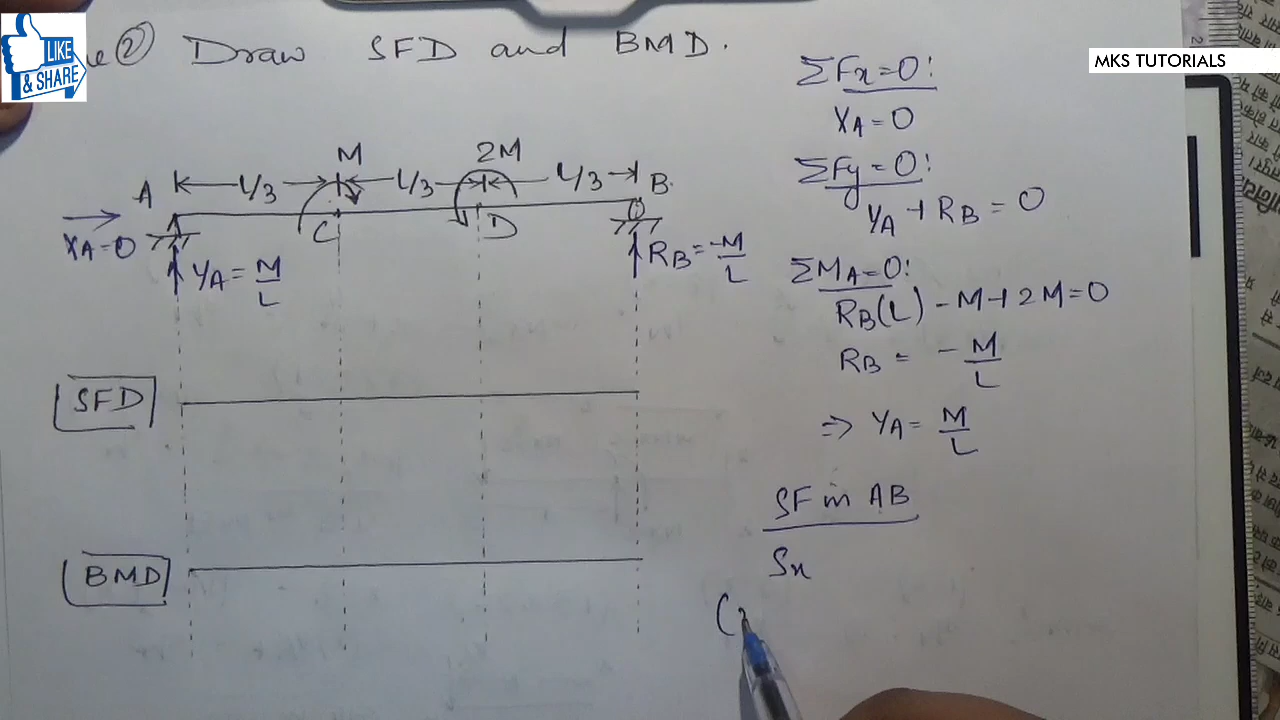 LIKE
& SHARE
MKS TUTORIALS
② Draw SFD and BMD.
M
2M
A
L/3
L/3
L/3
B
C
D
XA=0
YA = M/L
RB = -M/L
SFD
BMD
ΣFx=0:
XA=0
ΣFy=0:
YA + RB = 0
ΣMA=0:
RB(L) - M + 2M = 0
RB = - M/L
⇒ YA = M/L
SF in AB
Sx
(